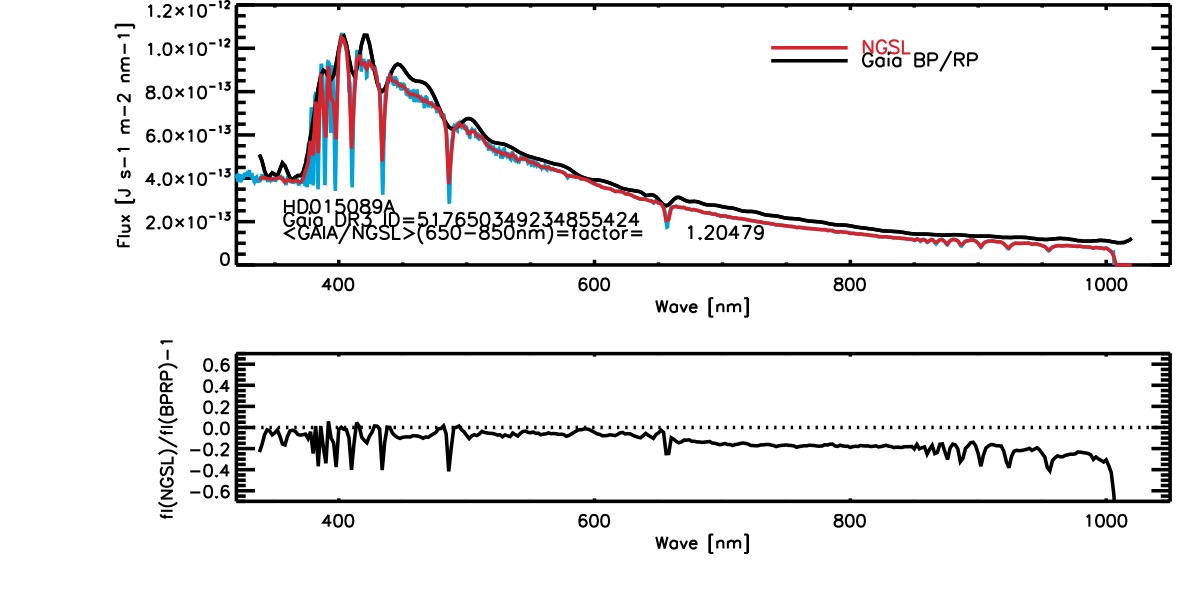 1.2×10−12
1.0×10−12
8.0×10−13
6.0×10−13
4.0×10−13
2.0×10−13
0
Flux [J s−1 m−2 nm−1]
NGSL
Gaia BP/RP
HD015089A
Gaia DR3 ID=517650349234855424
<GAIA/NGSL>(650−850nm)=factor= 1.20479
400 600 800 1000
Wave [nm]
fl(NGSL)/fl(BPRP)−1
0.6
0.4
0.2
0.0
−0.2
−0.4
−0.6
400 600 800 1000
Wave [nm]